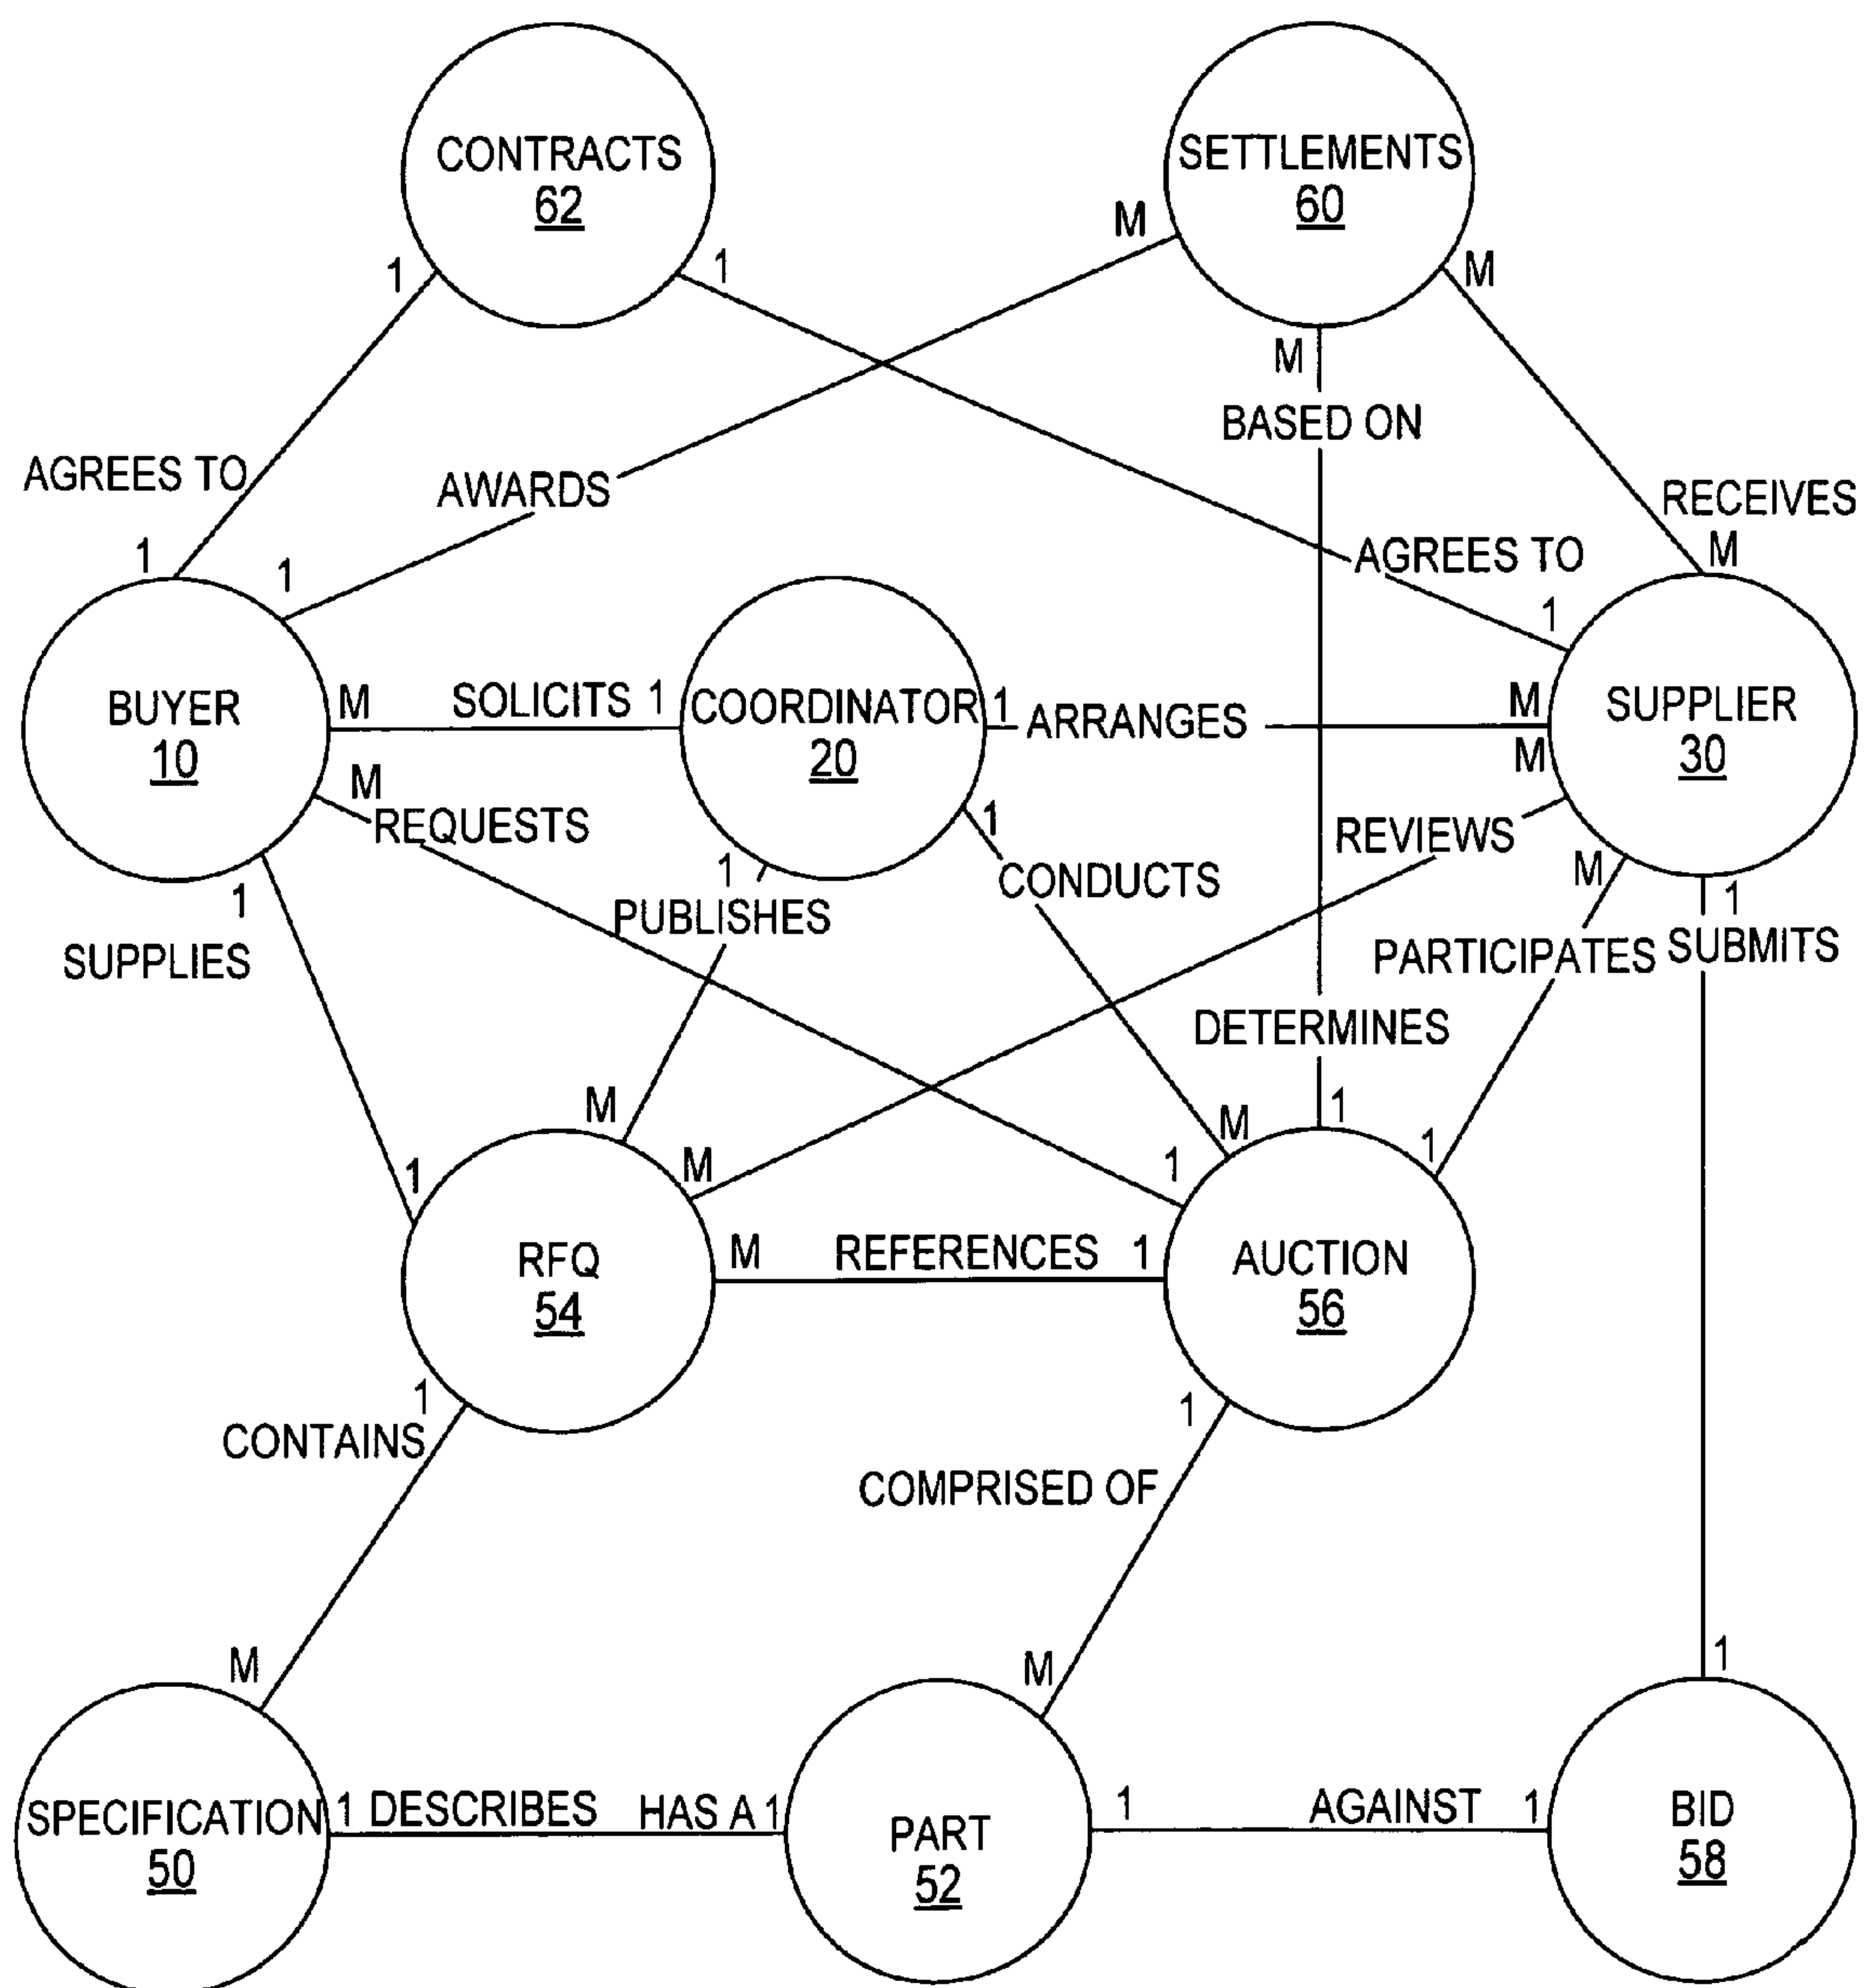 CONTRACTS
62
SETTLEMENTS
60
M
1
1
M
M
BASED ON
AGREES TO
AWARDS
RECEIVES
1
1
AGREES TO
M
1
BUYER
10
M
SOLICITS
1
COORDINATOR
20
1
ARRANGES
M
SUPPLIER
30
M
M
REQUESTS
1
REVIEWS
1
PUBLISHES
CONDUCTS
M
1
1
SUPPLIES
PARTICIPATES
SUBMITS
DETERMINES
M
M
1
1
1
M
1
RFQ
54
M
REFERENCES
1
AUCTION
56
1
CONTAINS
1
COMPRISED OF
M
M
1
SPECIFICATION
50
1
DESCRIBES
HAS A
1
PART
52
1
AGAINST
1
BID
58